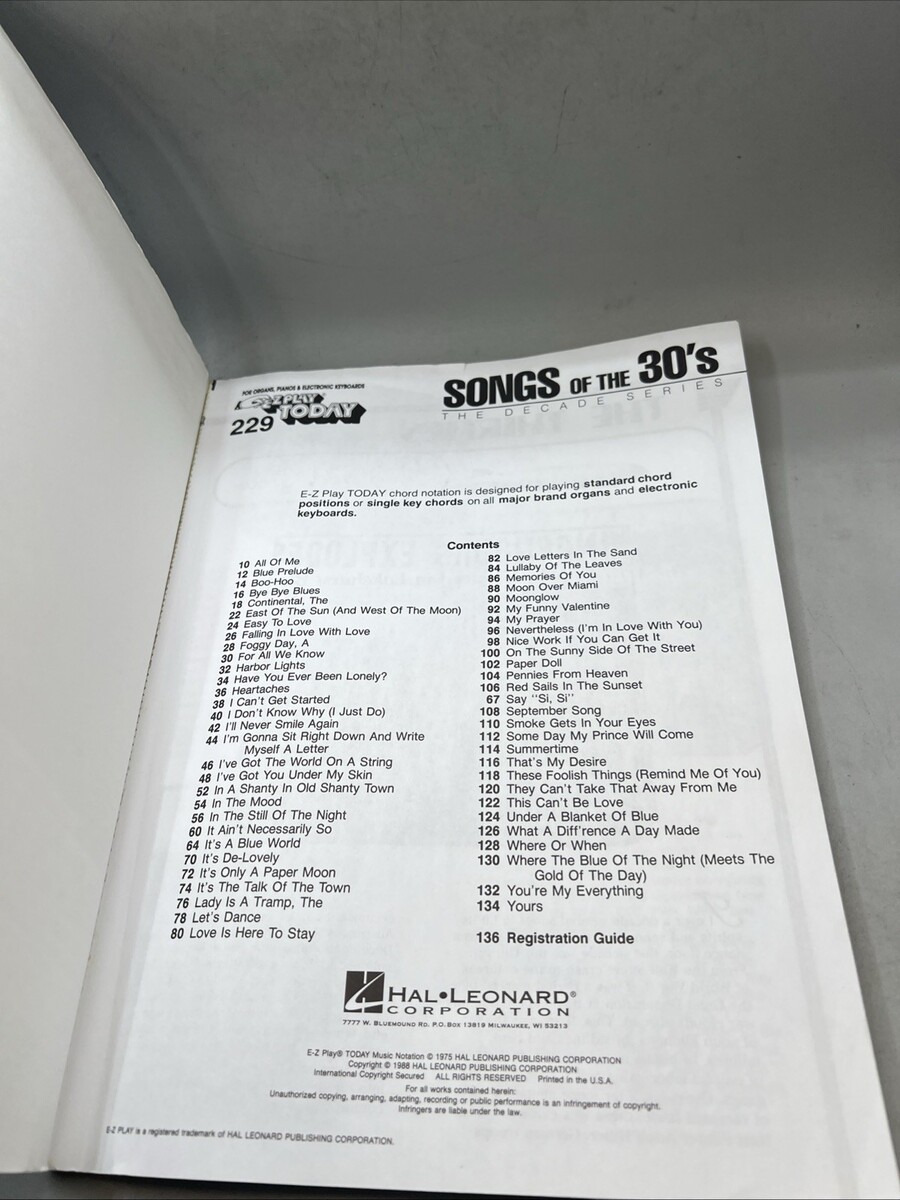 FOR ORGANS, PIANOS & ELECTRONIC KEYBOARDS
E-Z PLAY
TODAY
229
SONGS OF THE 30's
THE DECADE SERIES
E-Z Play TODAY chord notation is designed for playing standard chord
positions or single key chords on all major brand organs and electronic
keyboards.
Contents
10 All Of Me
12 Blue Prelude
14 Boo-Hoo
16 Bye Bye Blues
18 Continental, The
22 East Of The Sun (And West Of The Moon)
24 Easy To Love
26 Falling In Love With Love
28 Foggy Day, A
30 For All We Know
32 Harbor Lights
34 Have You Ever Been Lonely?
36 Heartaches
38 I Can't Get Started
40 I Don't Know Why (I Just Do)
42 I'll Never Smile Again
44 I'm Gonna Sit Right Down And Write
Myself A Letter
46 I've Got The World On A String
48 I've Got You Under My Skin
52 In A Shanty In Old Shanty Town
54 In The Mood
56 In The Still Of The Night
60 It Ain't Necessarily So
64 It's A Blue World
70 It's De-Lovely
72 It's Only A Paper Moon
74 It's The Talk Of The Town
76 Lady Is A Tramp, The
78 Let's Dance
80 Love Is Here To Stay
82 Love Letters In The Sand
84 Lullaby Of The Leaves
86 Memories Of You
88 Moon Over Miami
90 Moonglow
92 My Funny Valentine
94 My Prayer
96 Nevertheless (I'm In Love With You)
98 Nice Work If You Can Get It
100 On The Sunny Side Of The Street
102 Paper Doll
104 Pennies From Heaven
106 Red Sails In The Sunset
67 Say "Si, Si"
108 September Song
110 Smoke Gets In Your Eyes
112 Some Day My Prince Will Come
114 Summertime
116 That's My Desire
118 These Foolish Things (Remind Me Of You)
120 They Can't Take That Away From Me
122 This Can't Be Love
124 Under A Blanket Of Blue
126 What A Diff'rence A Day Made
128 Where Or When
130 Where The Blue Of The Night (Meets The
Gold Of The Day)
132 You're My Everything
134 Yours
136 Registration Guide
HAL•LEONARD®
CORPORATION
7777 W. BLUEMOUND RD. P.O. BOX 13819 MILWAUKEE, WI 53213
E-Z Play® TODAY Music Notation © 1975 HAL LEONARD PUBLISHING CORPORATION
Copyright © 1988 HAL LEONARD PUBLISHING CORPORATION
International Copyright Secured ALL RIGHTS RESERVED Printed in the U.S.A.
For all works contained herein:
Unauthorized copying, arranging, adapting, recording or public performance is an infringement of copyright.
Infringers are liable under the law.
E-Z PLAY is a registered trademark of HAL LEONARD PUBLISHING CORPORATION.